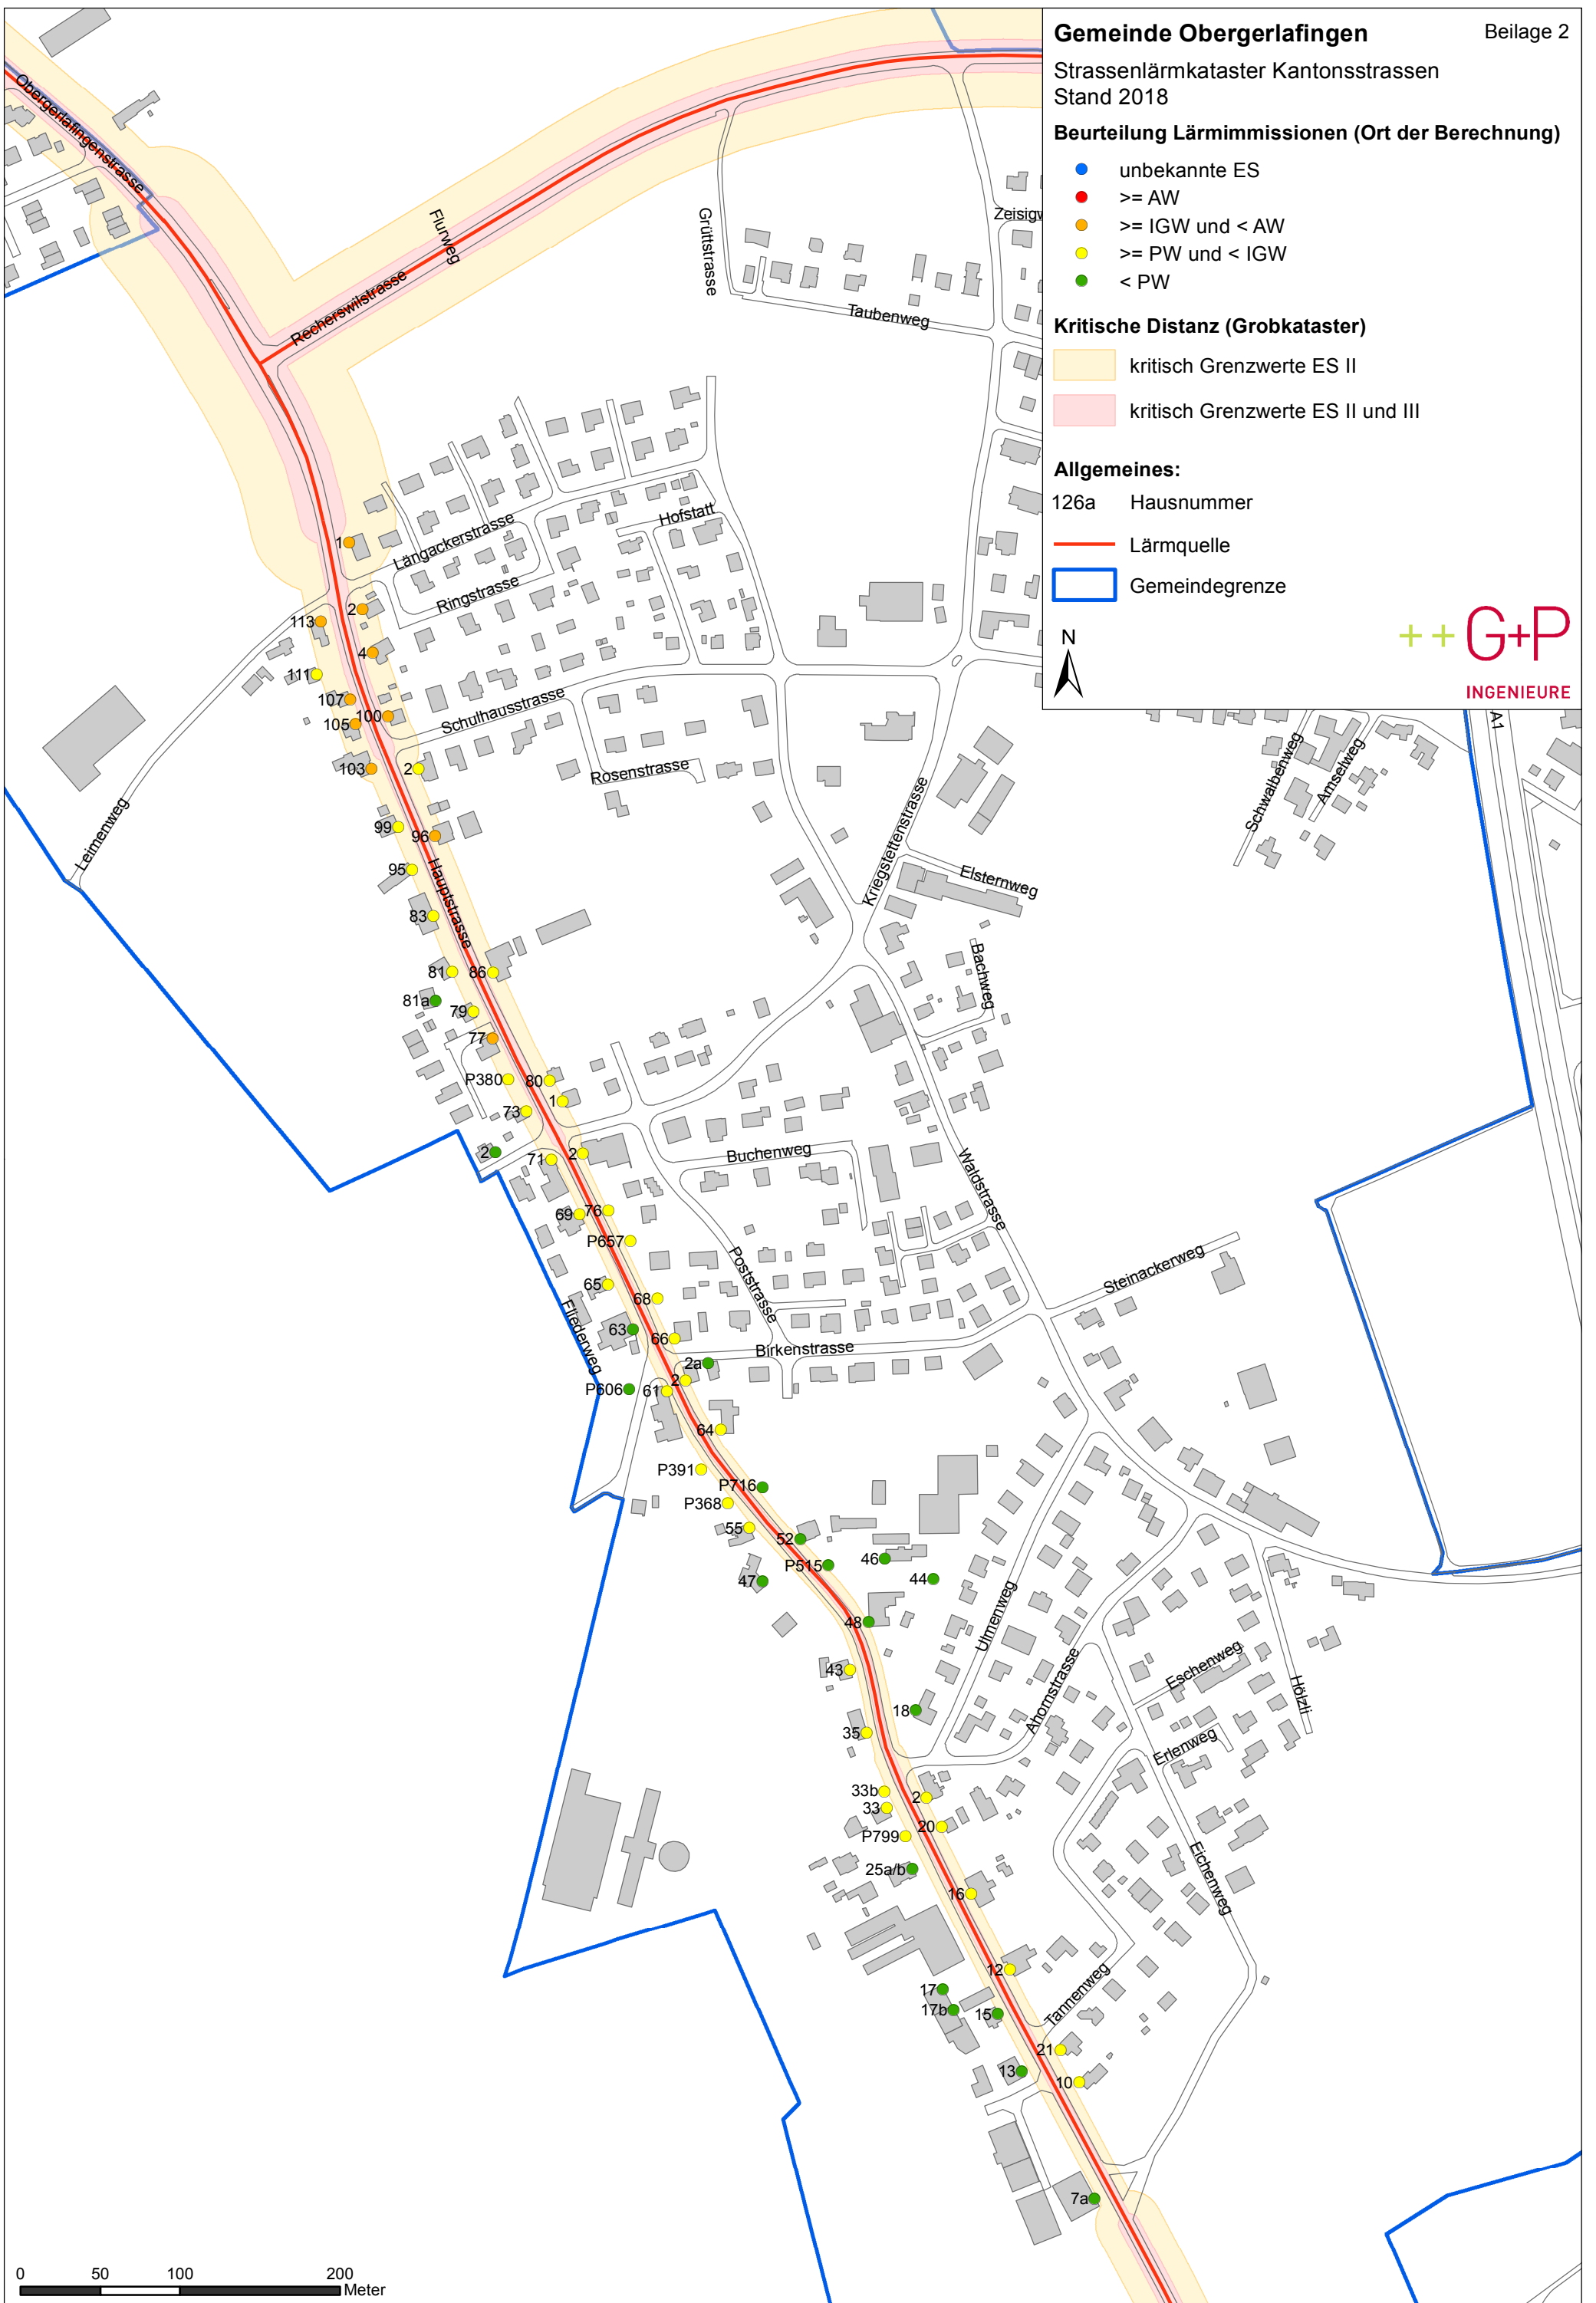 Gemeinde Obergerlafingen
Beilage 2
Strassenlärmkataster Kantonsstrassen
Stand 2018
Beurteilung Lärmimmissionen (Ort der Berechnung)
unbekannte ES
>= AW
>= IGW und < AW
>= PW und < IGW
< PW
Kritische Distanz (Grobkataster)
kritisch Grenzwerte ES II
kritisch Grenzwerte ES II und III
Allgemeines:
126a Hausnummer
Lärmquelle
Gemeindegrenze
N
++ G+P
INGENIEURE
Obergerlafingenstrasse
Flurweg
Recherswilstrasse
Grüttstrasse
Zeisigw
Taubenweg
Hofstatt
Längackerstrasse
1
Ringstrasse
2
113
4
111
107
100
105
Schulhausstrasse
103
2
Rosenstrasse
Schwalbenweg
Amselweg
A1
Leimenweg
99
96
95
Hauptstrasse
Kriegstettenstrasse
Elsternweg
83
81
86
Bachweg
81a
79
77
P380
80
1
73
2
71
2
Buchenweg
Waldstrasse
69
76
P657
65
68
Poststrasse
Steinackerweg
Fliederweg
63
66
Birkenstrasse
2a
2
P606
61
64
P391
P716
P368
55
52
P515
46
47
44
48
Ulmenweg
43
Eschenweg
Ahornstrasse
Hölzli
18
35
Erlenweg
33b
2
33
20
P799
25a/b
Eichenweg
16
12
Tannenweg
17
17b
15
21
13
10
7a
0 50 100 200
Meter